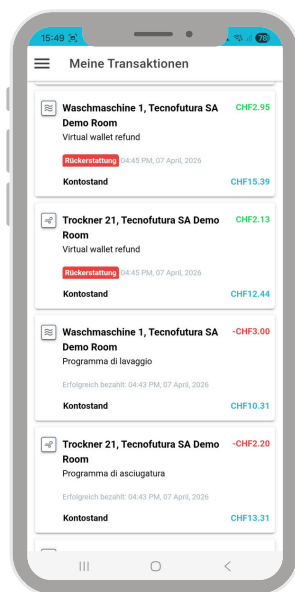 15:49
78
Meine Transaktionen
Waschmaschine 1, Tecnofutura SA CHF2.95
Demo Room
Virtual wallet refund
Rückerstattung 04:45 PM, 07 April, 2026
Kontostand CHF15.39
Trockner 21, Tecnofutura SA Demo CHF2.13
Room
Virtual wallet refund
Rückerstattung 04:45 PM, 07 April, 2026
Kontostand CHF12.44
Waschmaschine 1, Tecnofutura SA -CHF3.00
Demo Room
Programma di lavaggio
Erfolgreich bezahlt: 04:43 PM, 07 April, 2026
Kontostand CHF10.31
Trockner 21, Tecnofutura SA Demo -CHF2.20
Room
Programma di asciugatura
Erfolgreich bezahlt: 04:43 PM, 07 April, 2026
Kontostand CHF13.31